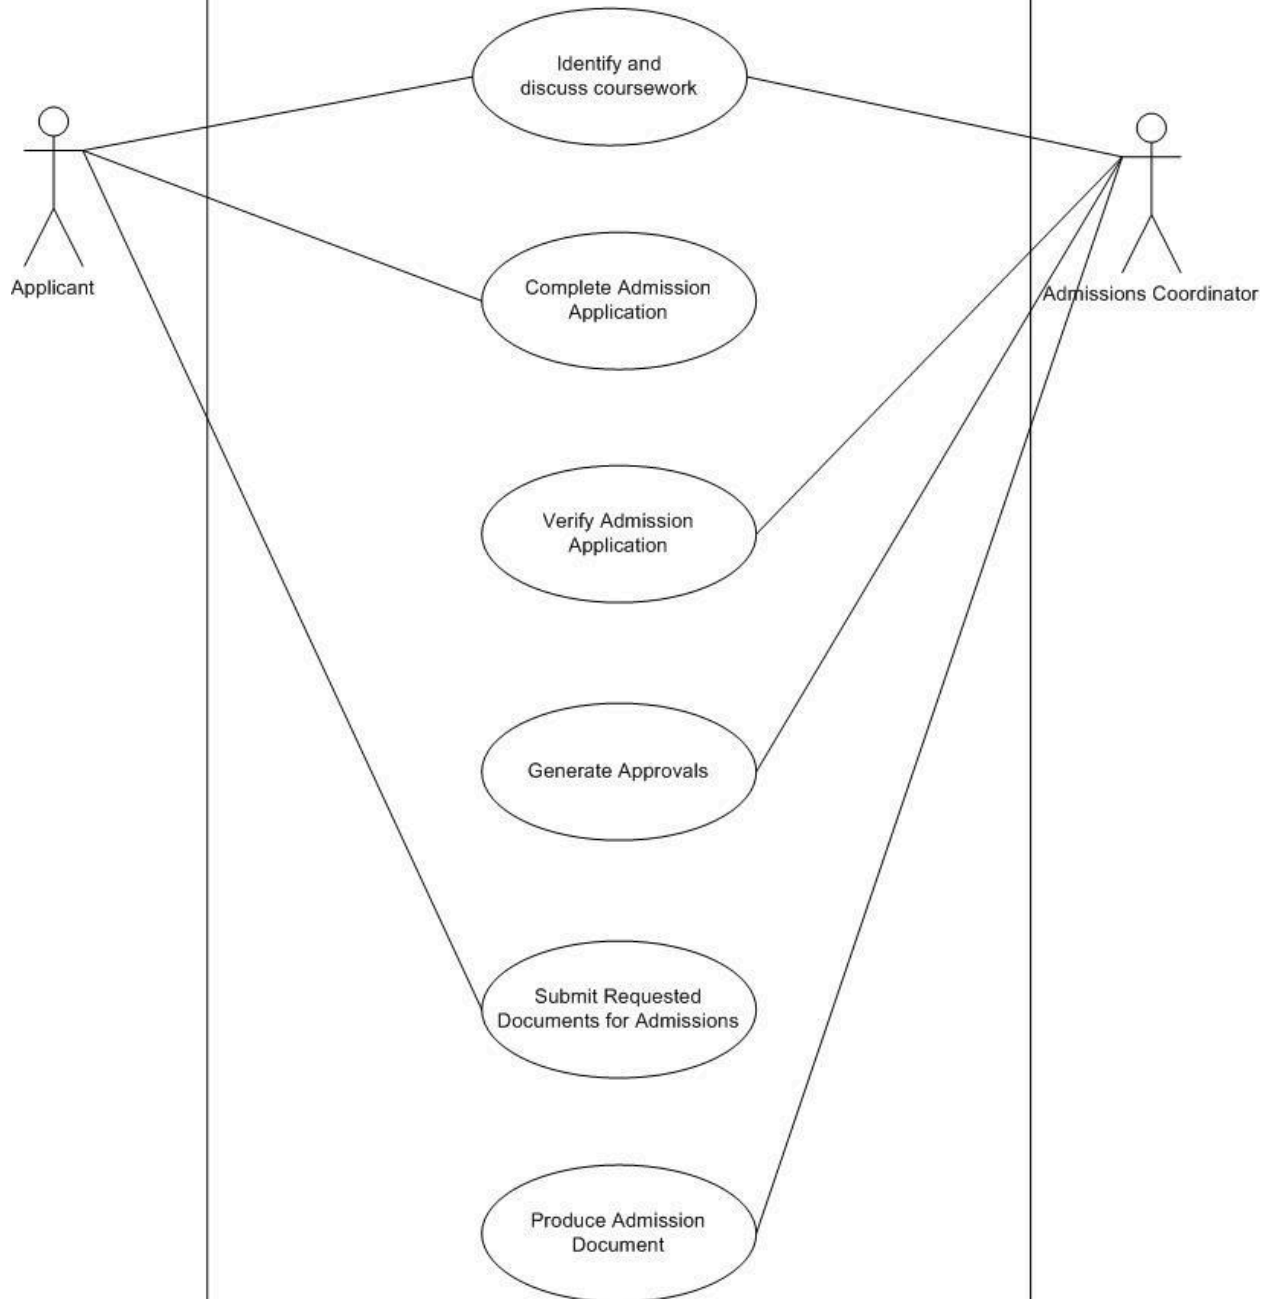 Identify and
discuss coursework
Applicant
Complete Admission
Application
Admissions Coordinator
Verify Admission
Application
Generate Approvals
Submit Requested
Documents for Admissions
Produce Admission
Document